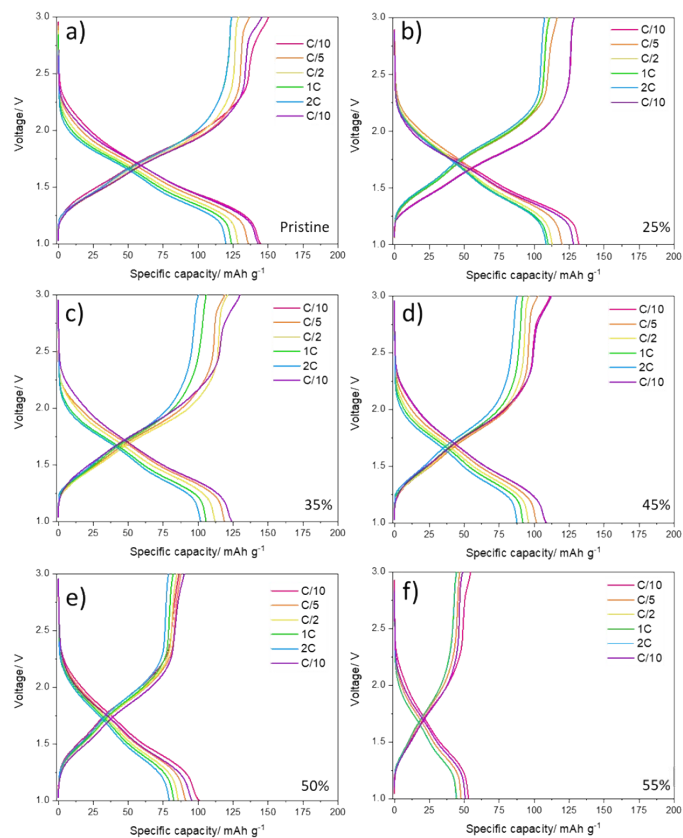 a)
3.0
2.5
2.0
1.5
1.0
Voltage/ V
C/10
C/5
C/2
1C
2C
C/10
Pristine
0 25 50 75 100 125 150 175 200
Specific capacity/ mAh g⁻¹
b)
3.0
2.5
2.0
1.5
1.0
Voltage/ V
C/10
C/5
C/2
1C
2C
C/10
25%
0 25 50 75 100 125 150 175 200
Specific capacity/ mAh g⁻¹
c)
3.0
2.5
2.0
1.5
1.0
Voltage/ V
C/10
C/5
C/2
1C
2C
C/10
35%
0 25 50 75 100 125 150 175 200
Specific capacity/ mAh g⁻¹
d)
3.0
2.5
2.0
1.5
1.0
Voltage/ V
C/10
C/5
C/2
1C
2C
C/10
45%
0 25 50 75 100 125 150 175 200
Specific capacity/ mAh g⁻¹
e)
3.0
2.5
2.0
1.5
1.0
Voltage/ V
C/10
C/5
C/2
1C
2C
C/10
50%
0 25 50 75 100 125 150 175 200
Specific capacity/ mAh g⁻¹
f)
3.0
2.5
2.0
1.5
1.0
Voltage/ V
C/10
C/5
C/2
1C
2C
C/10
55%
0 25 50 75 100 125 150 175 200
Specific capacity/ mAh g⁻¹